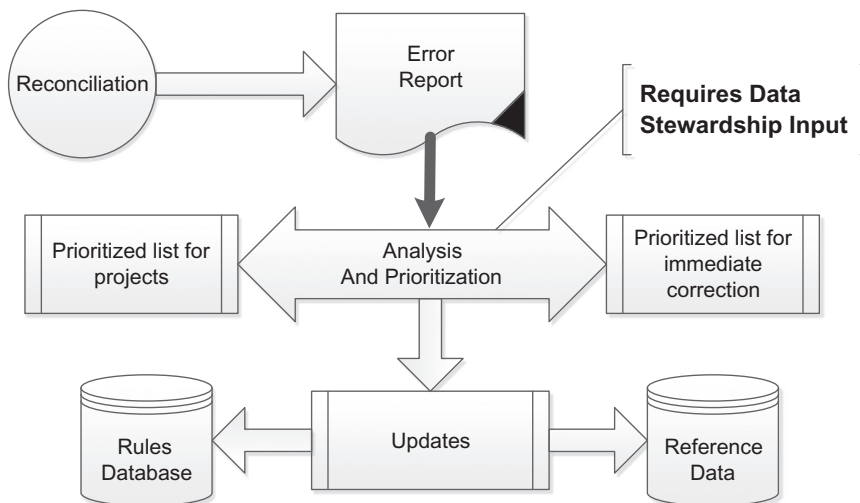 Reconciliation
Error
Report
Requires Data
Stewardship Input
Prioritized list for
projects
Analysis
And Prioritization
Prioritized list for
immediate
correction
Rules
Database
Updates
Reference
Data